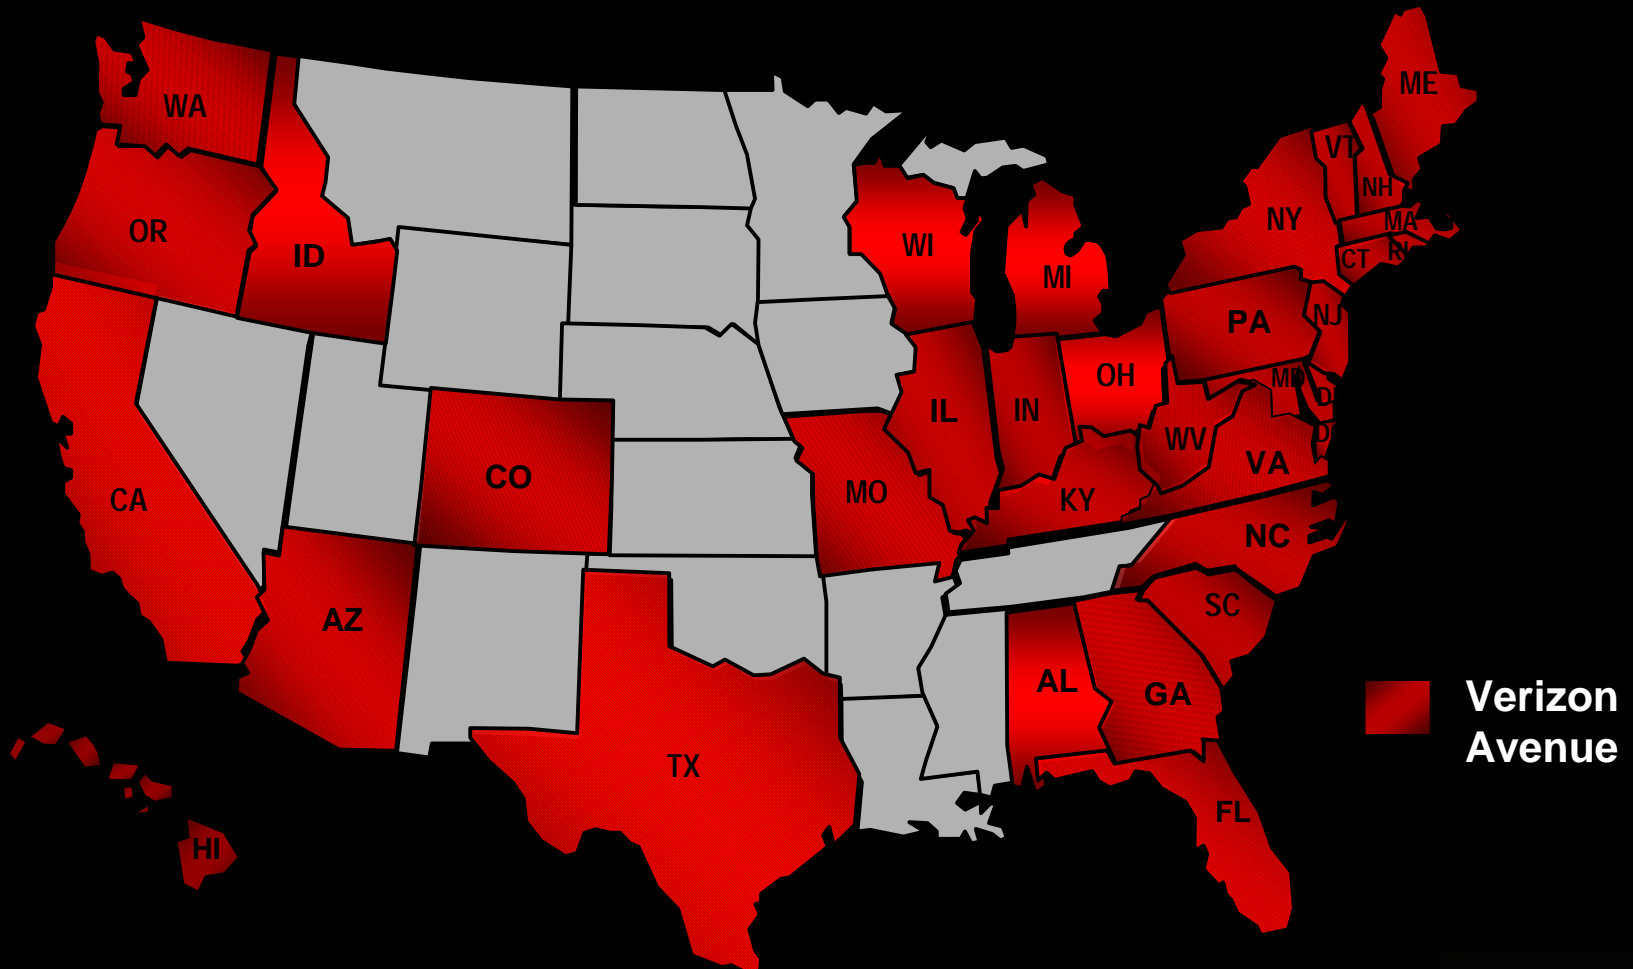 ME
WA
VT
NH
NY
MA
OR
WI
RI
ID
CT
MI
NJ
PA
OH
MD
D
IL
IN
D
WV
VA
CO
MO
CA
KY
NC
SC
AZ
AL
GA
Verizon
Avenue
TX
FL
HI